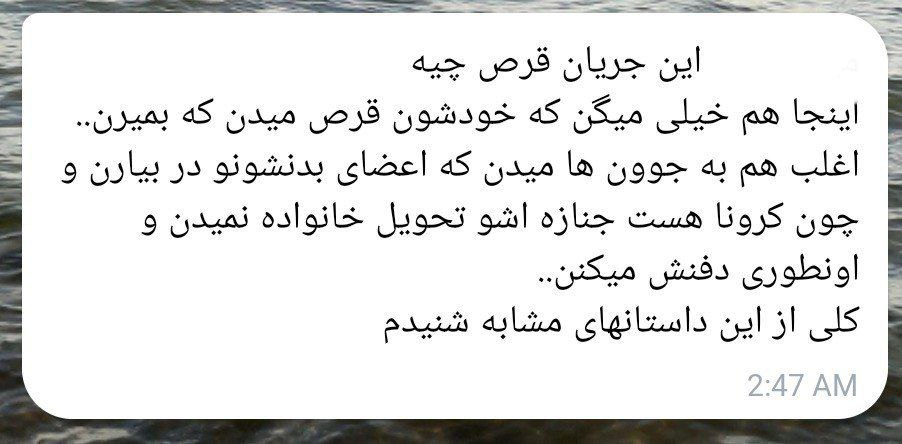 این جریان قرص چیه
اینجا هم خیلی میگن که خودشون قرص میدن که بمیرن..
اغلب هم به جوون ها میدن که اعضای بدنشونو در بیارن و
چون کرونا هست جنازه اشو تحویل خانواده نمیدن و
اونطوری دفنش میکنن..
کلی از این داستانهای مشابه شنیدم
2:47 AM